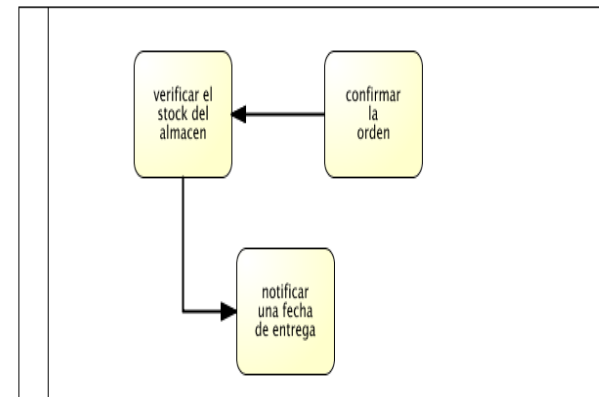 verificar el
stock del
almacen
confirmar
la
orden
notificar
una fecha
de entrega